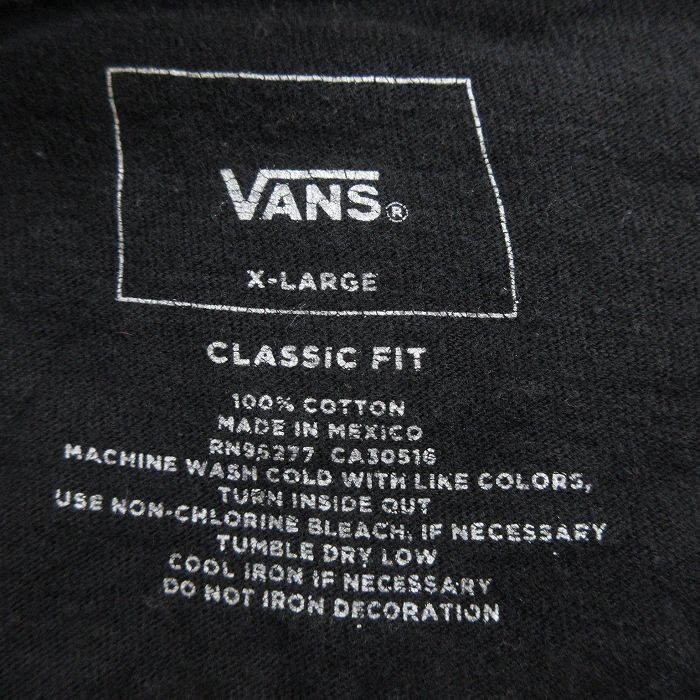 VANS®
X-LARGE
CLASSiC FIT
100% COTTON
MADE IN MEXICO
RN95277 CA30516
MACHINE WASH COLD WITH LIKE COLORS,
TURN INSIDE OUT
USE NON-CHLORINE BLEACH, IF NECESSARY
TUMBLE DRY LOW
COOL IRON IF NECESSARY
DO NOT IRON DECORATION